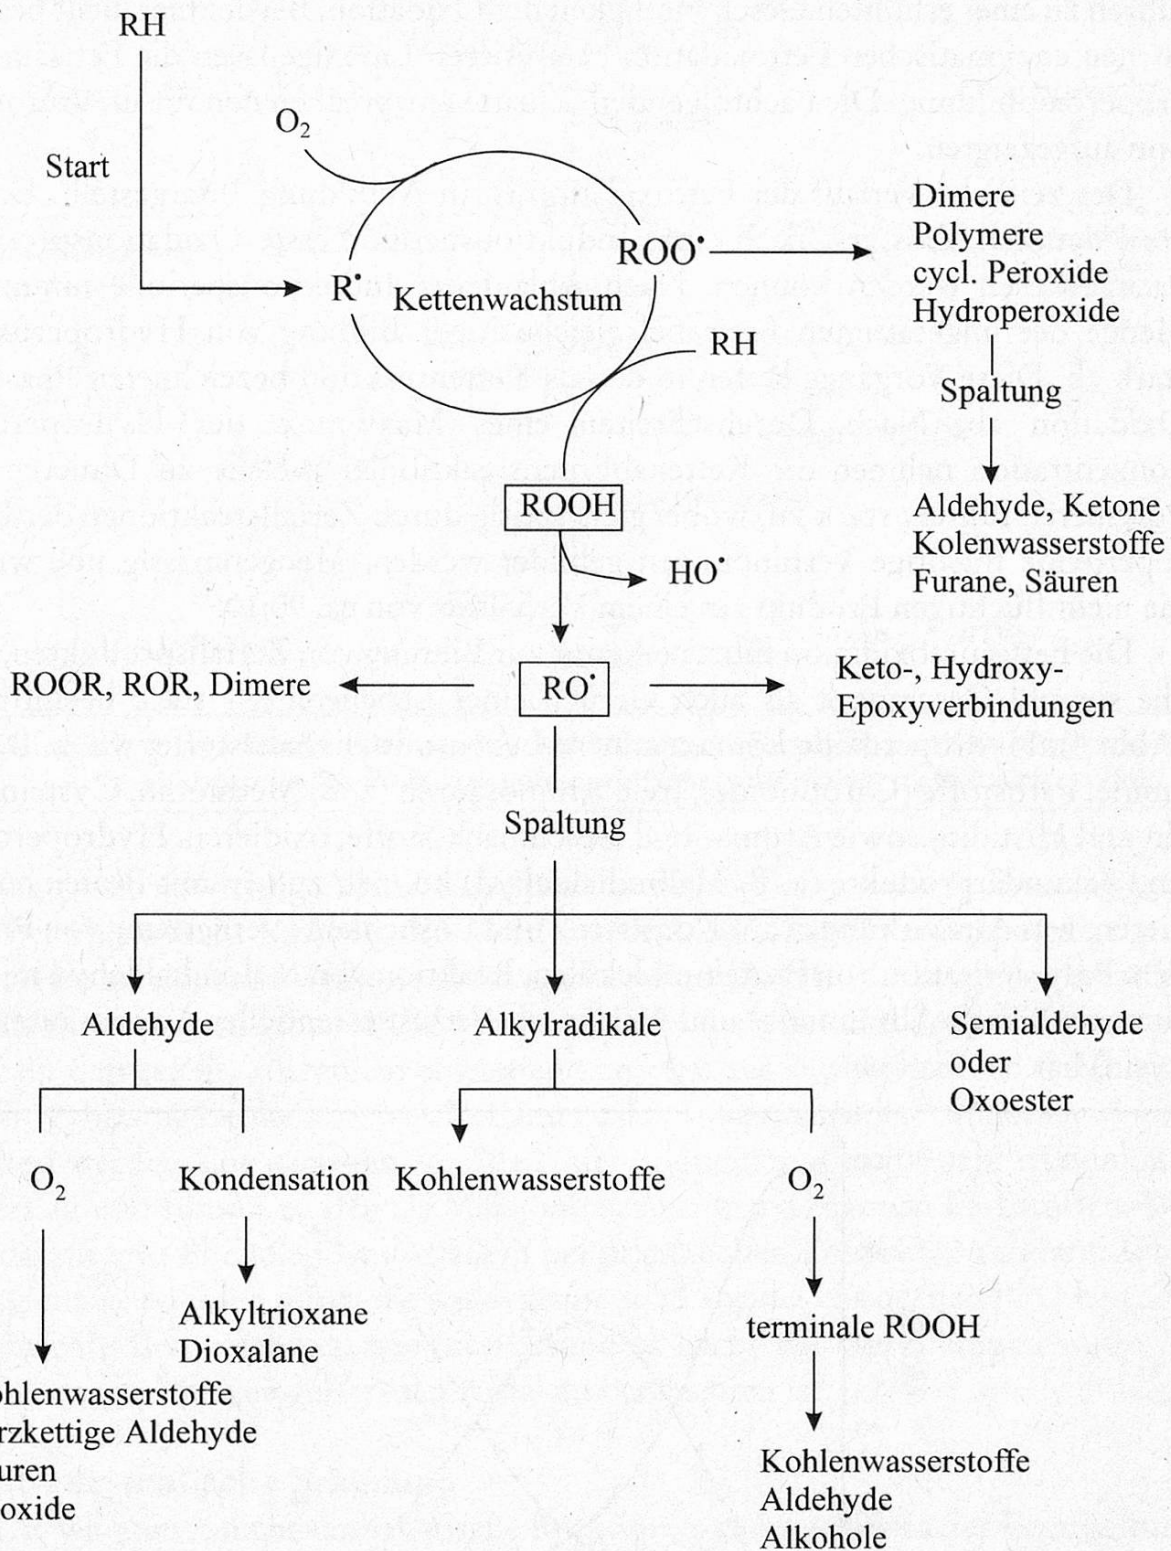 RH
O₂
Start
Dimere
Polymere
cycl. Peroxide
Hydroperoxide
ROO•
R•
Kettenwachstum
RH
Spaltung
ROOH
Aldehyde, Ketone
Kolenwasserstoffe
Furane, Säuren
HO•
ROOR, ROR, Dimere
RO•
Keto-, Hydroxy-
Epoxyverbindungen
Spaltung
Aldehyde
Alkylradikale
Semialdehyde
oder
Oxoester
O₂
Kondensation
Kohlenwasserstoffe
O₂
Alkyltrioxane
Dioxalane
terminale ROOH
ohlenwasserstoffe
rzkettige Aldehyde
uren
oxide
Kohlenwasserstoffe
Aldehyde
Alkohole